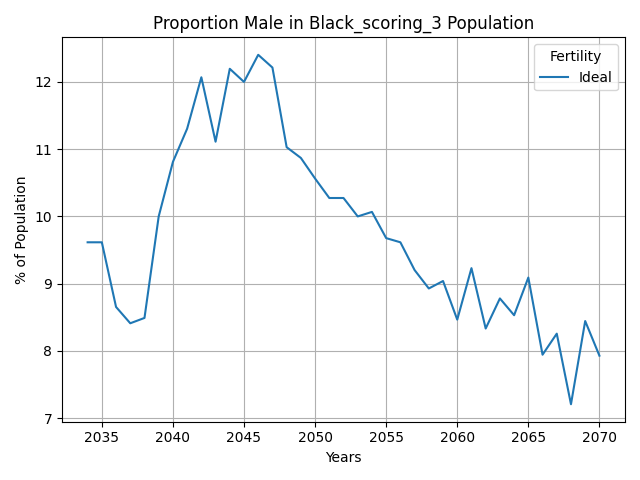 Proportion Male in Black_scoring_3 Population
Fertility
Ideal
12
11
10
9
8
7
% of Population
2035 2040 2045 2050 2055 2060 2065 2070
Years